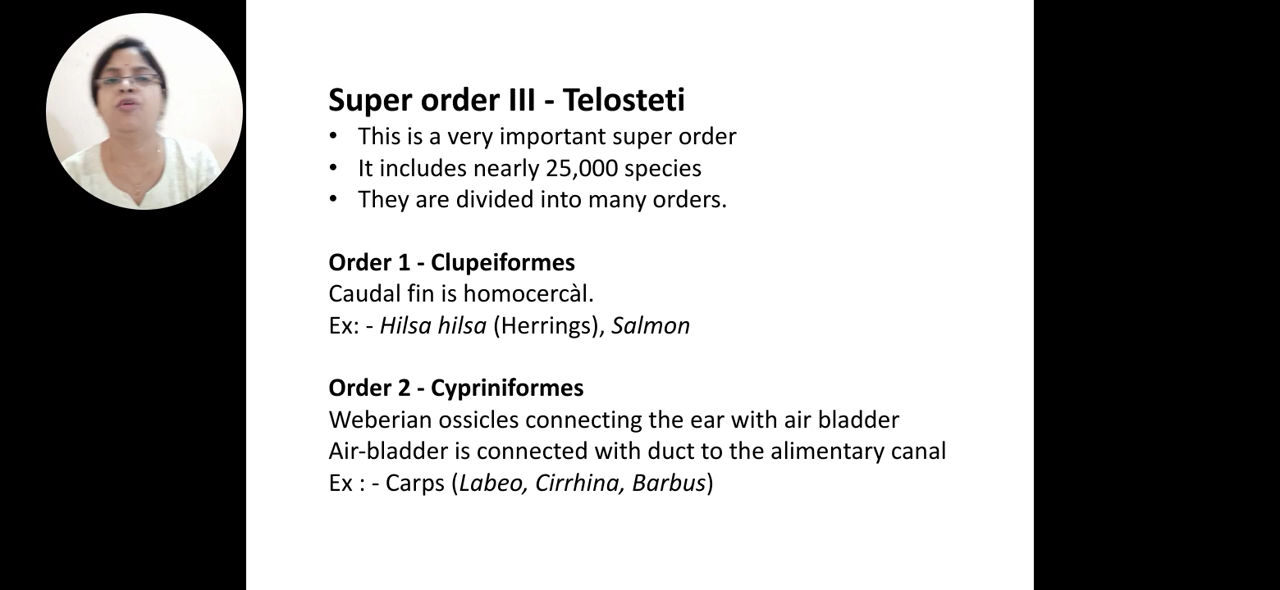 Super order III - Telosteti
• This is a very important super order
• It includes nearly 25,000 species
• They are divided into many orders.
Order 1 - Clupeiformes
Caudal fin is homocercàl.
Ex: - Hilsa hilsa (Herrings), Salmon
Order 2 - Cypriniformes
Weberian ossicles connecting the ear with air bladder
Air-bladder is connected with duct to the alimentary canal
Ex : - Carps (Labeo, Cirrhina, Barbus)